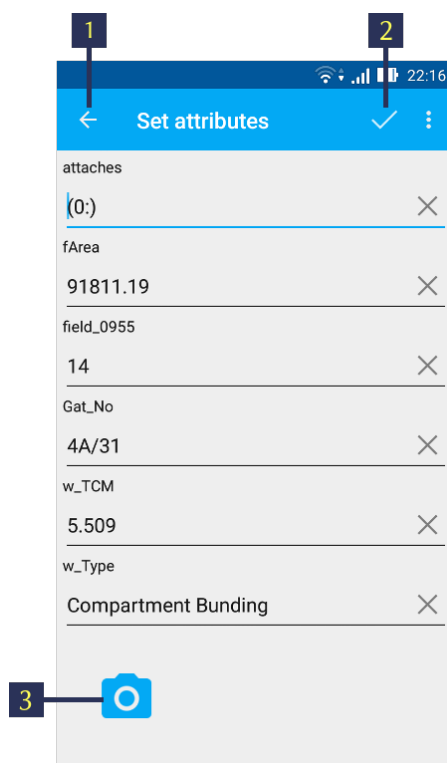 1 2
22:16
Set attributes
attaches
(0:)
fArea
91811.19
field_0955
14
Gat_No
4A/31
w_TCM
5.509
w_Type
Compartment Bunding
3